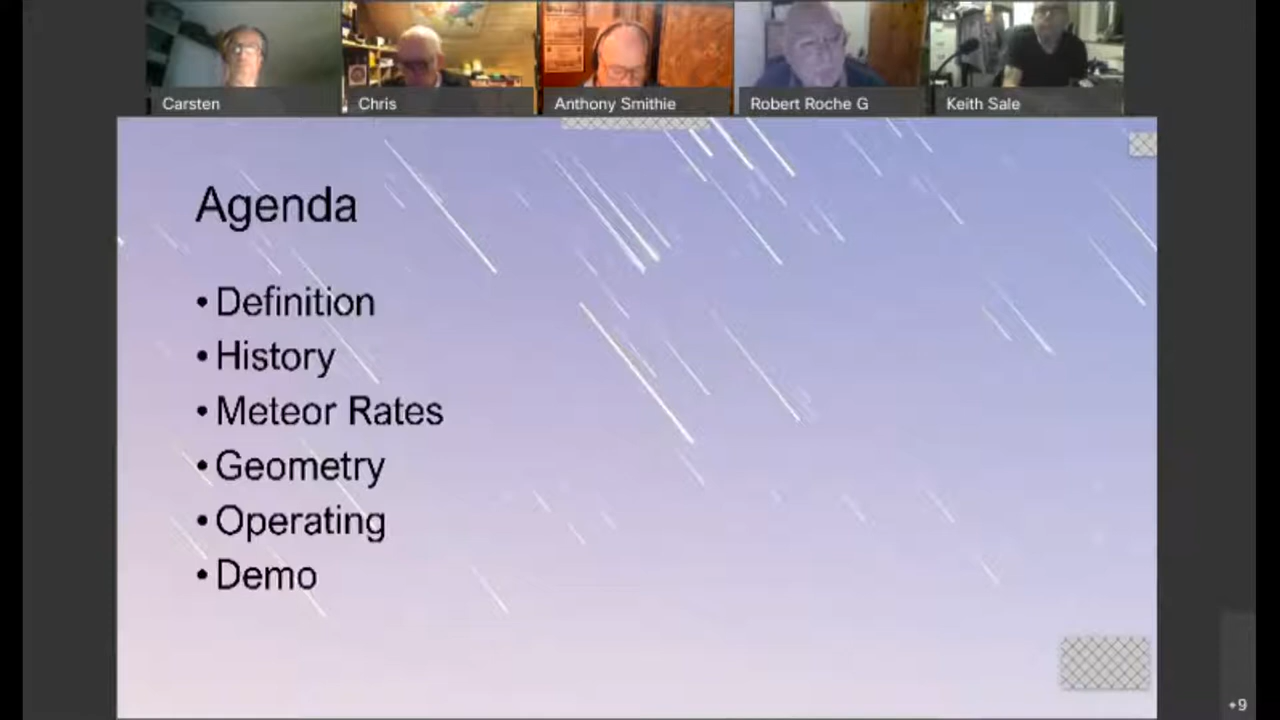 Carsten
Chris
Anthony Smithie
Robert Roche G
Keith Sale
Agenda
• Definition
• History
• Meteor Rates
• Geometry
• Operating
• Demo
+9